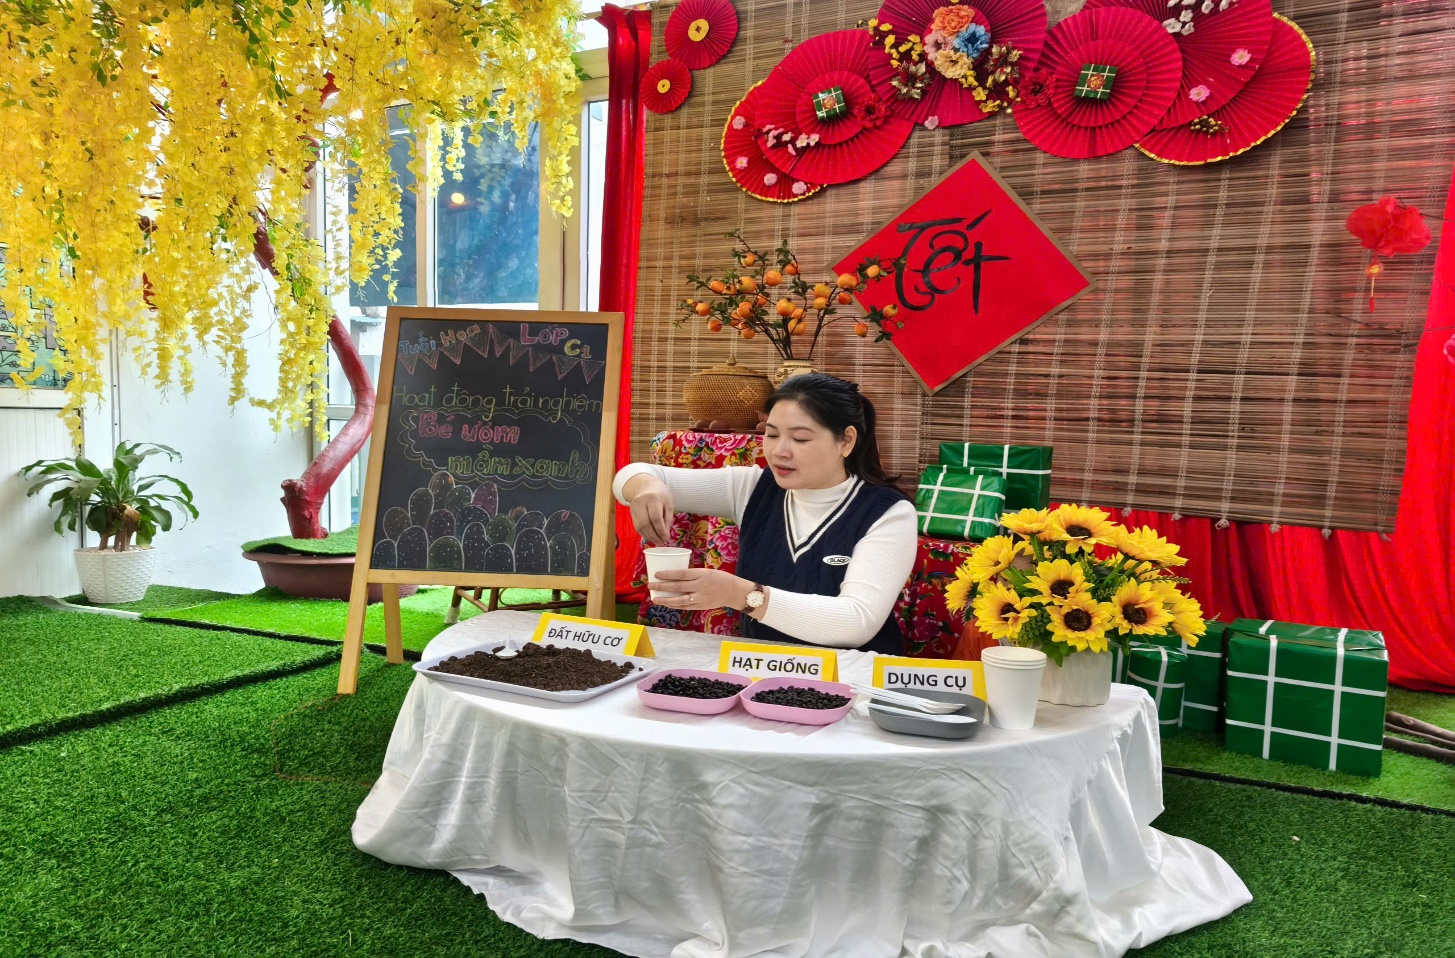 Tết
Tuổi Hoa LỚP C1
Hoạt động trải nghiệm
Bé ươm
mầm xanh
ĐẤT HỮU CƠ
HẠT GIỐNG
DỤNG CỤ